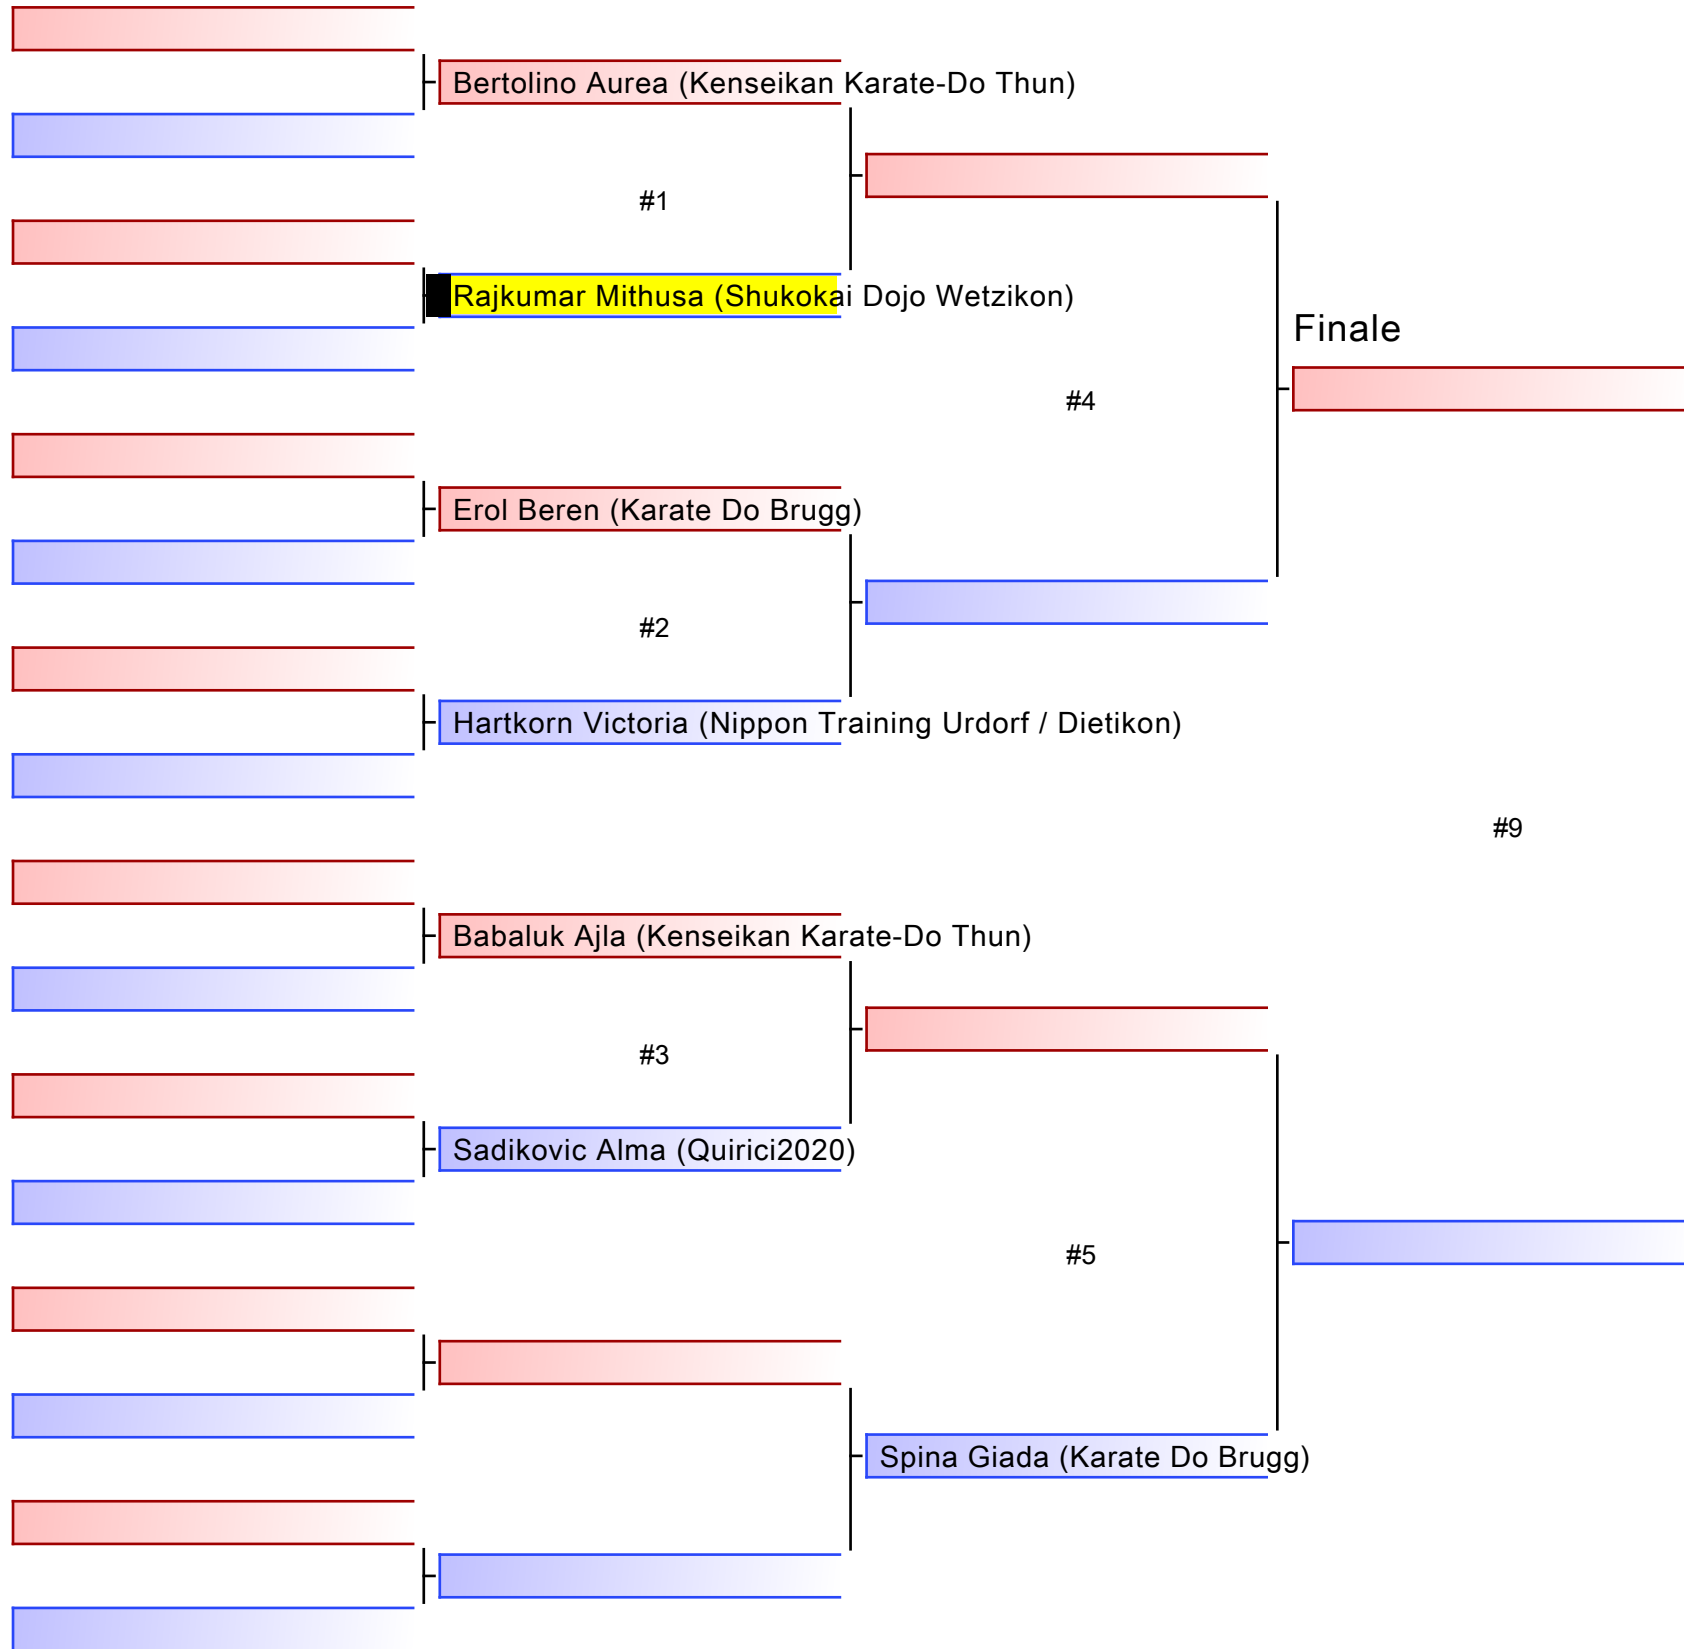 Bertolino Aurea (Kenseikan Karate-Do Thun)
#1
Rajkumar Mithusa (Shukokai Dojo Wetzikon)
Finale
#4
Erol Beren (Karate Do Brugg)
#2
Hartkorn Victoria (Nippon Training Urdorf / Dietikon)
#9
Babaluk Ajla (Kenseikan Karate-Do Thun)
#3
Sadikovic Alma (Quirici2020)
#5
Spina Giada (Karate Do Brugg)